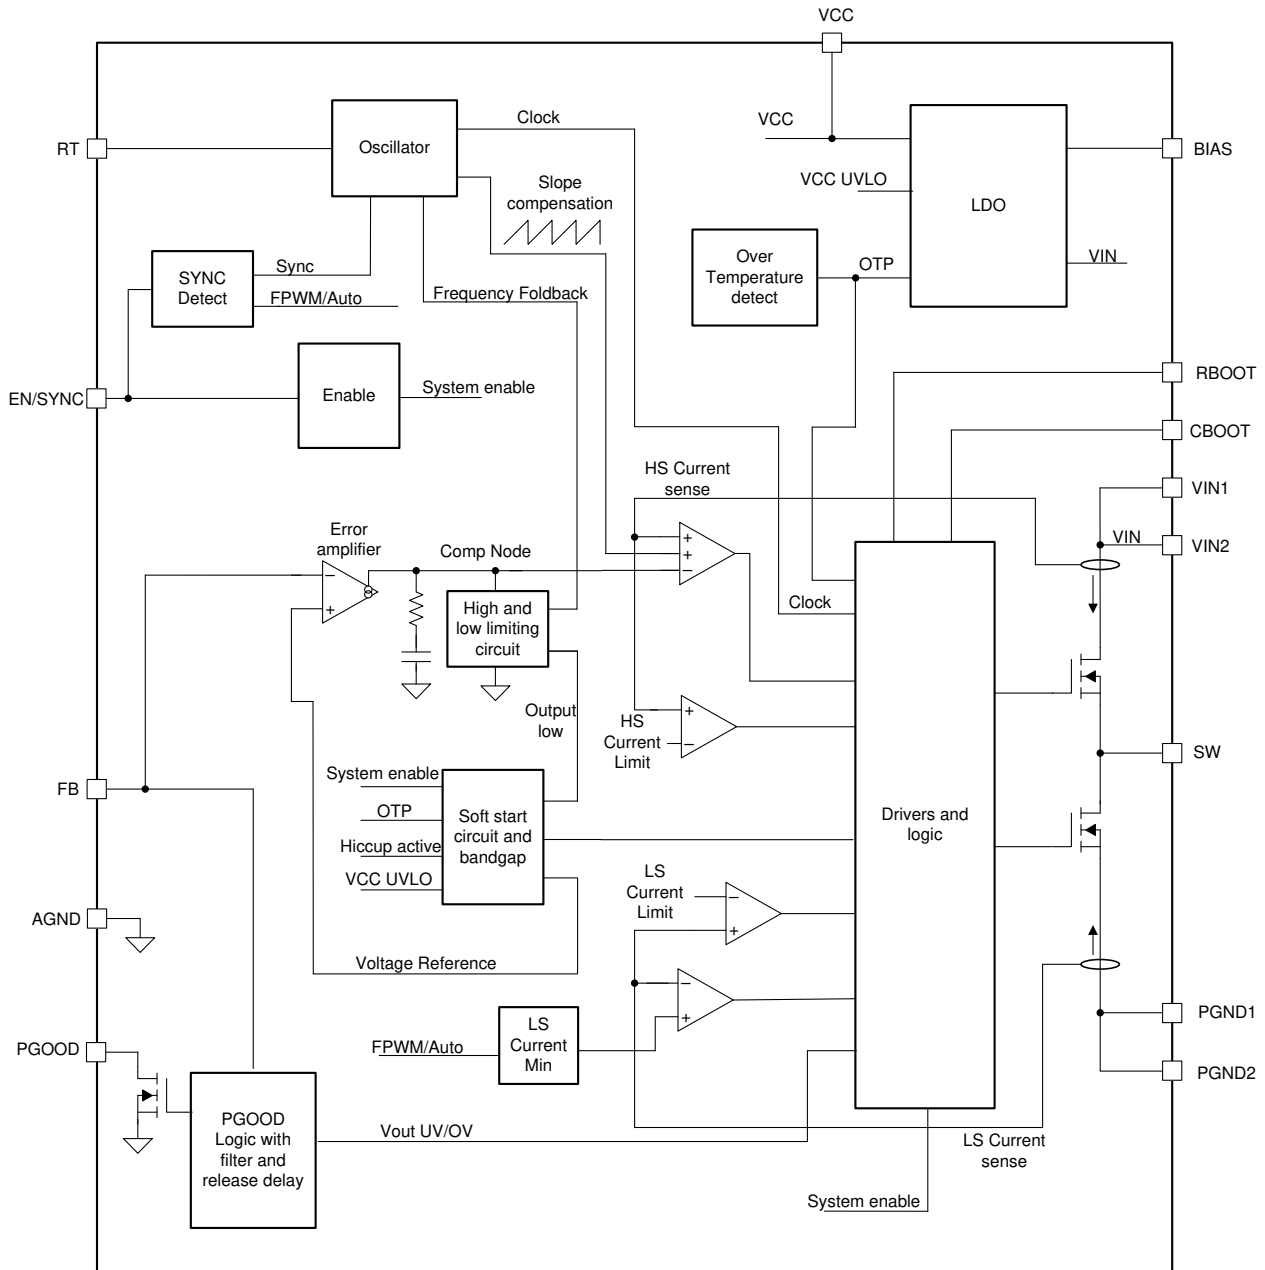 VCC
RT
Oscillator
Clock
VCC
VCC UVLO
LDO
BIAS
Slope
compensation
Over
Temperature
detect
OTP
VIN
SYNC
Detect
Sync
FPWM/Auto
Frequency Foldback
EN/SYNC
Enable
System enable
RBOOT
CBOOT
HS Current
sense
VIN1
VIN
VIN2
Error
amplifier
Comp Node
−
+
+
+
−
High and
low limiting
circuit
Clock
Output
low
HS
Current
Limit
+
−
SW
FB
System enable
OTP
Hiccup active
VCC UVLO
Soft start
circuit and
bandgap
Drivers and
logic
LS
Current
Limit
−
+
AGND
Voltage Reference
−
+
LS
Current
Min
FPWM/Auto
PGND1
PGND2
PGOOD
PGOOD
Logic with
filter and
release delay
Vout UV/OV
LS Current
sense
System enable